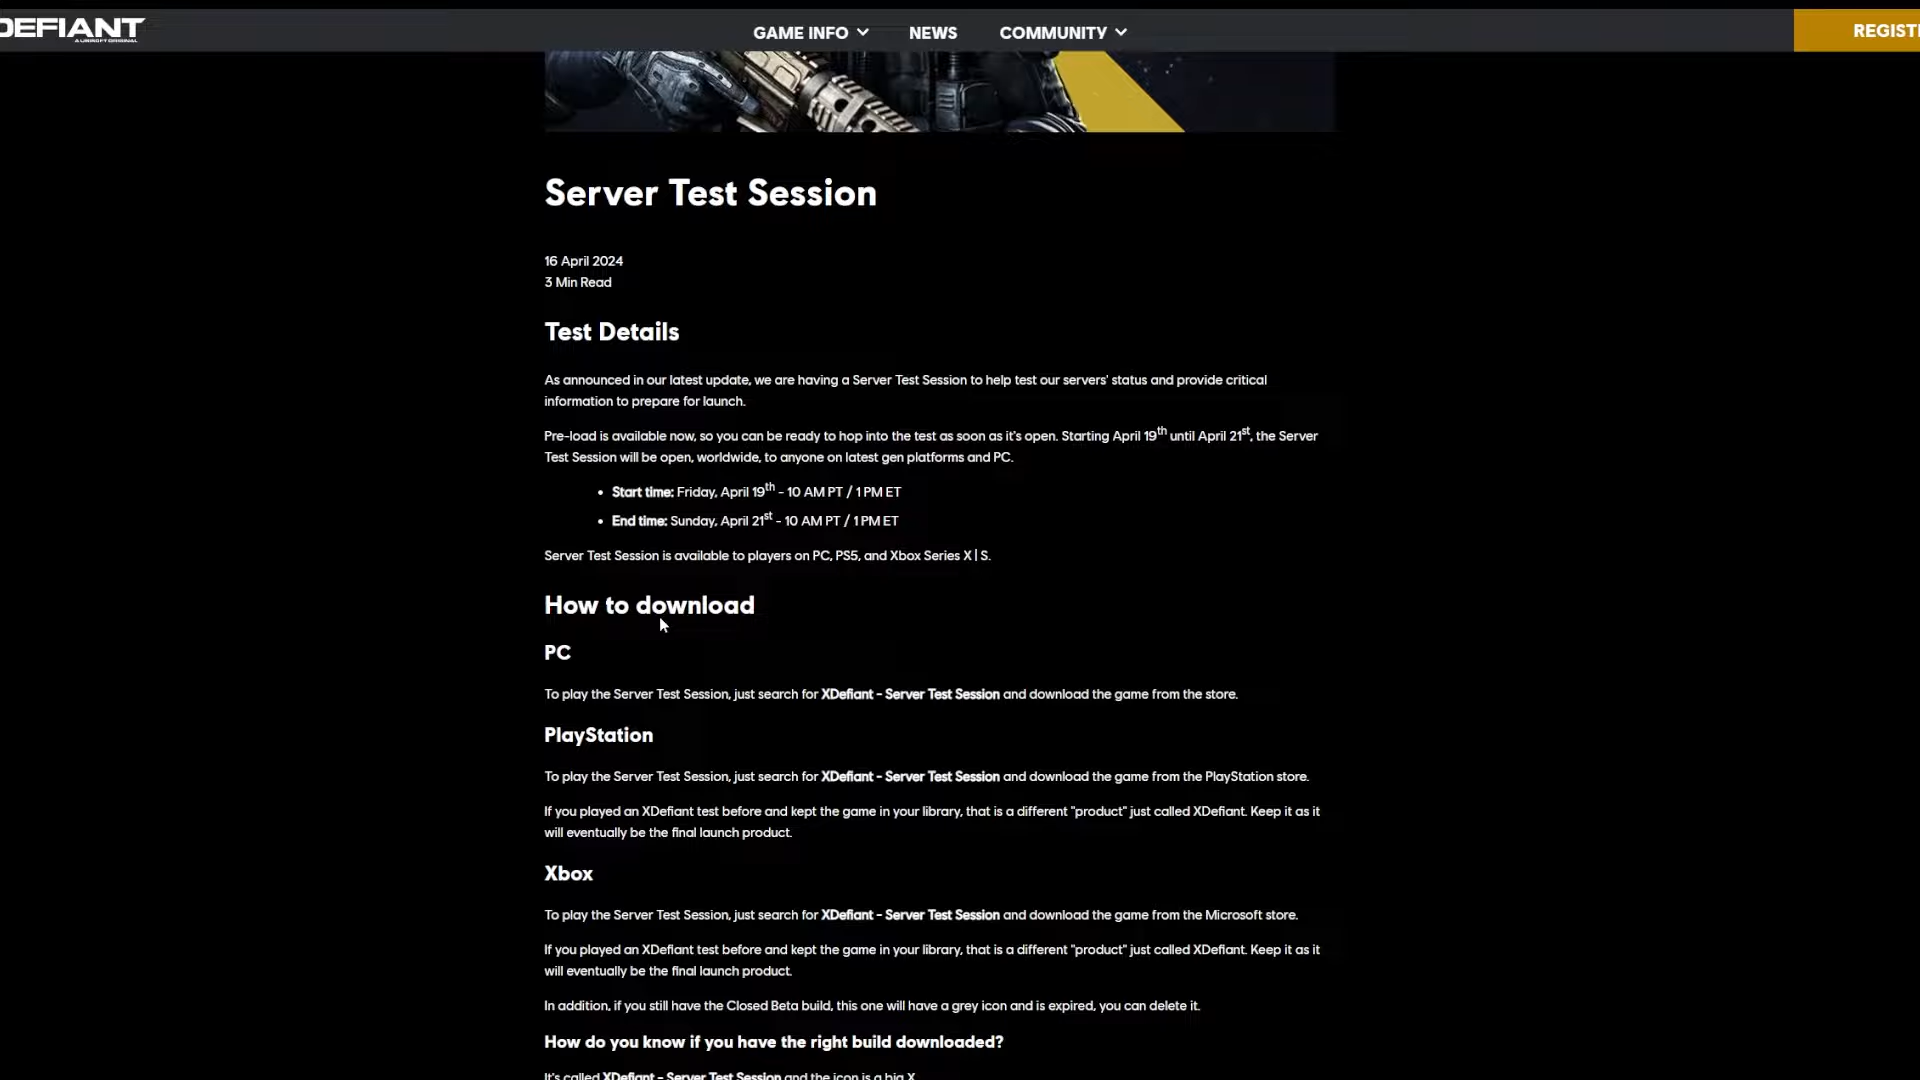 DEFIANT
A UBISOFT ORIGINAL
GAME INFO
NEWS
COMMUNITY
REGIST
Server Test Session
16 April 2024
3 Min Read
Test Details
As announced in our latest update, we are having a Server Test Session to help test our servers' status and provide critical
information to prepare for launch.
Pre-load is available now, so you can be ready to hop into the test as soon as it's open. Starting April 19th until April 21st, the Server
Test Session will be open, worldwide, to anyone on latest gen platforms and PC.
• Start time: Friday, April 19th - 10 AM PT / 1 PM ET
• End time: Sunday, April 21st - 10 AM PT / 1 PM ET
Server Test Session is available to players on PC, PS5, and Xbox Series X | S.
How to download
PC
To play the Server Test Session, just search for XDefiant - Server Test Session and download the game from the store.
PlayStation
To play the Server Test Session, just search for XDefiant - Server Test Session and download the game from the PlayStation store.
If you played an XDefiant test before and kept the game in your library, that is a different "product" just called XDefiant. Keep it as it
will eventually be the final launch product.
Xbox
To play the Server Test Session, just search for XDefiant - Server Test Session and download the game from the Microsoft store.
If you played an XDefiant test before and kept the game in your library, that is a different "product" just called XDefiant. Keep it as it
will eventually be the final launch product.
In addition, if you still have the Closed Beta build, this one will have a grey icon and is expired, you can delete it.
How do you know if you have the right build downloaded?
It's called XDefiant - Server Test Session and the icon is a big X.